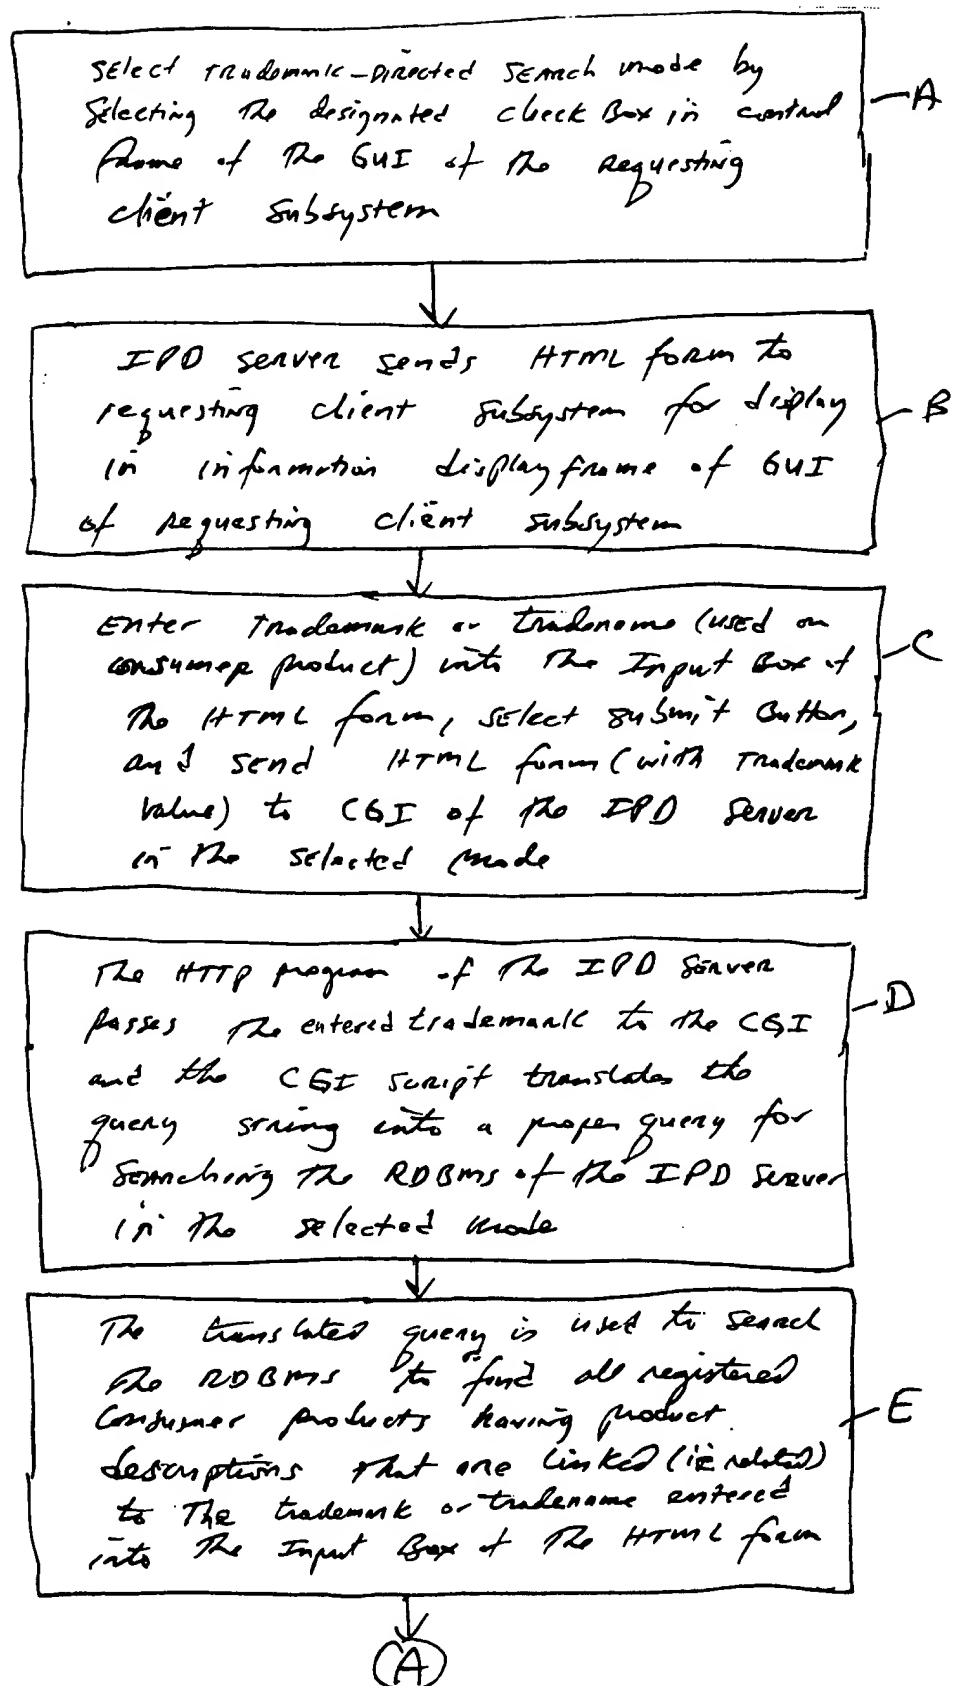 Select Trademark-Directed Search mode by
Selecting the designated check Box in control
frame of the GUI of the Requesting
client Subsystem
A
IPD Server sends HTML form to
requesting client subsystem for display
in information display frame of GUI
of requesting client subsystem
B
Enter Trademark or tradename (used on
consumer product) into the Input Box of
the HTML form, select submit Button,
and send HTML form (with Trademark
Value) to CGI of the IPD Server
in the selected mode
C
The HTTP program of the IPD Server
passes the entered trademark to the CGI
and the CGI script translates the
query string into a proper query for
Searching the RDBMS of the IPD Server
in the selected mode
D
The translated query is used to search
the RDBMS to find all registered
Consumer products having product
descriptions that are linked (ie related)
to The trademark or tradename entered
into the Input Box of the HTML form
E
A